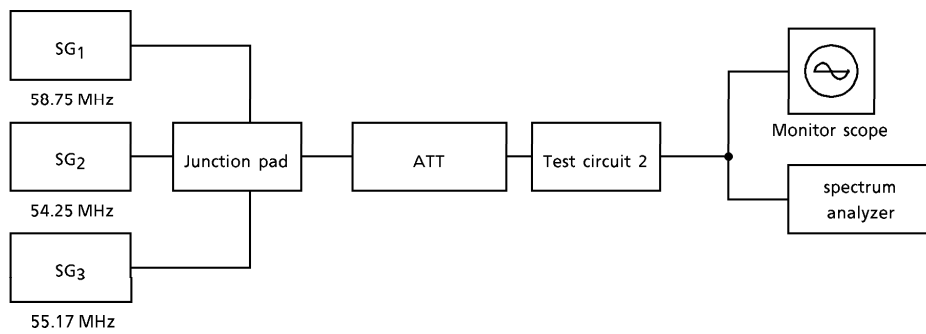 SG1
58.75 MHz
SG2
54.25 MHz
SG3
55.17 MHz
Junction pad
ATT
Test circuit 2
Monitor scope
spectrum
analyzer